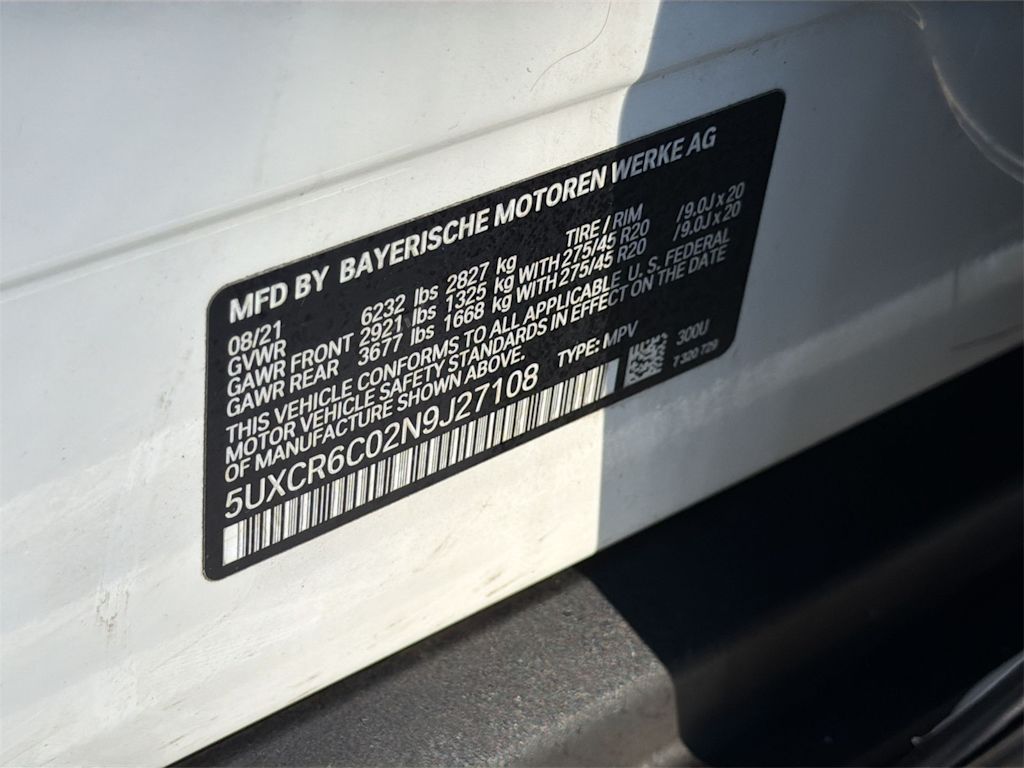 MFD BY BAYERISCHE MOTOREN WERKE AG
08/21 TIRE / RIM
GVWR 6232 lbs 2827 kg
GAWR FRONT 2921 lbs 1325 kg WITH 275/45 R20 /9.0J x 20
GAWR REAR 3677 lbs 1668 kg WITH 275/45 R20 /9.0J x 20
THIS VEHICLE CONFORMS TO ALL APPLICABLE U. S. FEDERAL
MOTOR VEHICLE SAFETY STANDARDS IN EFFECT ON THE DATE
OF MANUFACTURE SHOWN ABOVE.
TYPE: MPV 300U
5UXCR6C02N9J27108
7 320 729